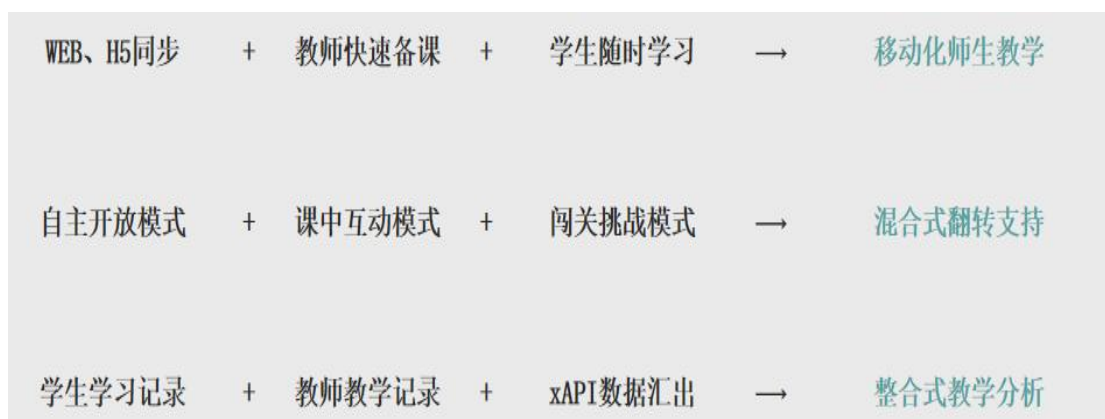 WEB、H5同步 + 教师快速备课 + 学生随时学习 → 移动化师生教学
自主开放模式 + 课中互动模式 + 闯关挑战模式 → 混合式翻转支持
学生学习记录 + 教师教学记录 + xAPI数据汇出 → 整合式教学分析